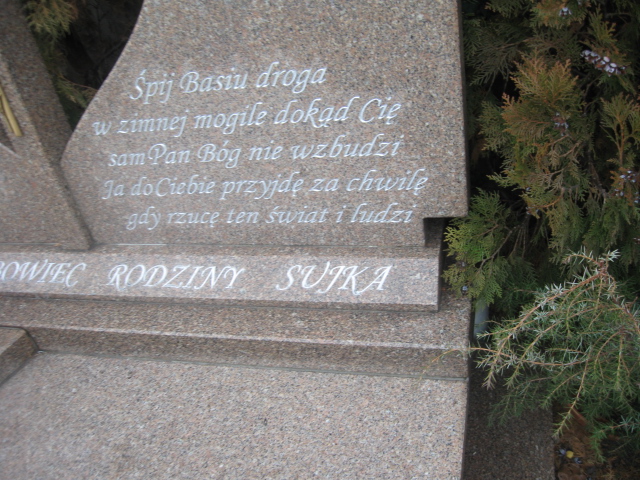 Śpij Basiu droga
w zimnej mogile dokąd Cię
sam Pan Bóg nie wzbudzi
Ja do Ciebie przyjdę za chwilę
gdy rzucę ten świat i ludzi
RODZINY SUJKA